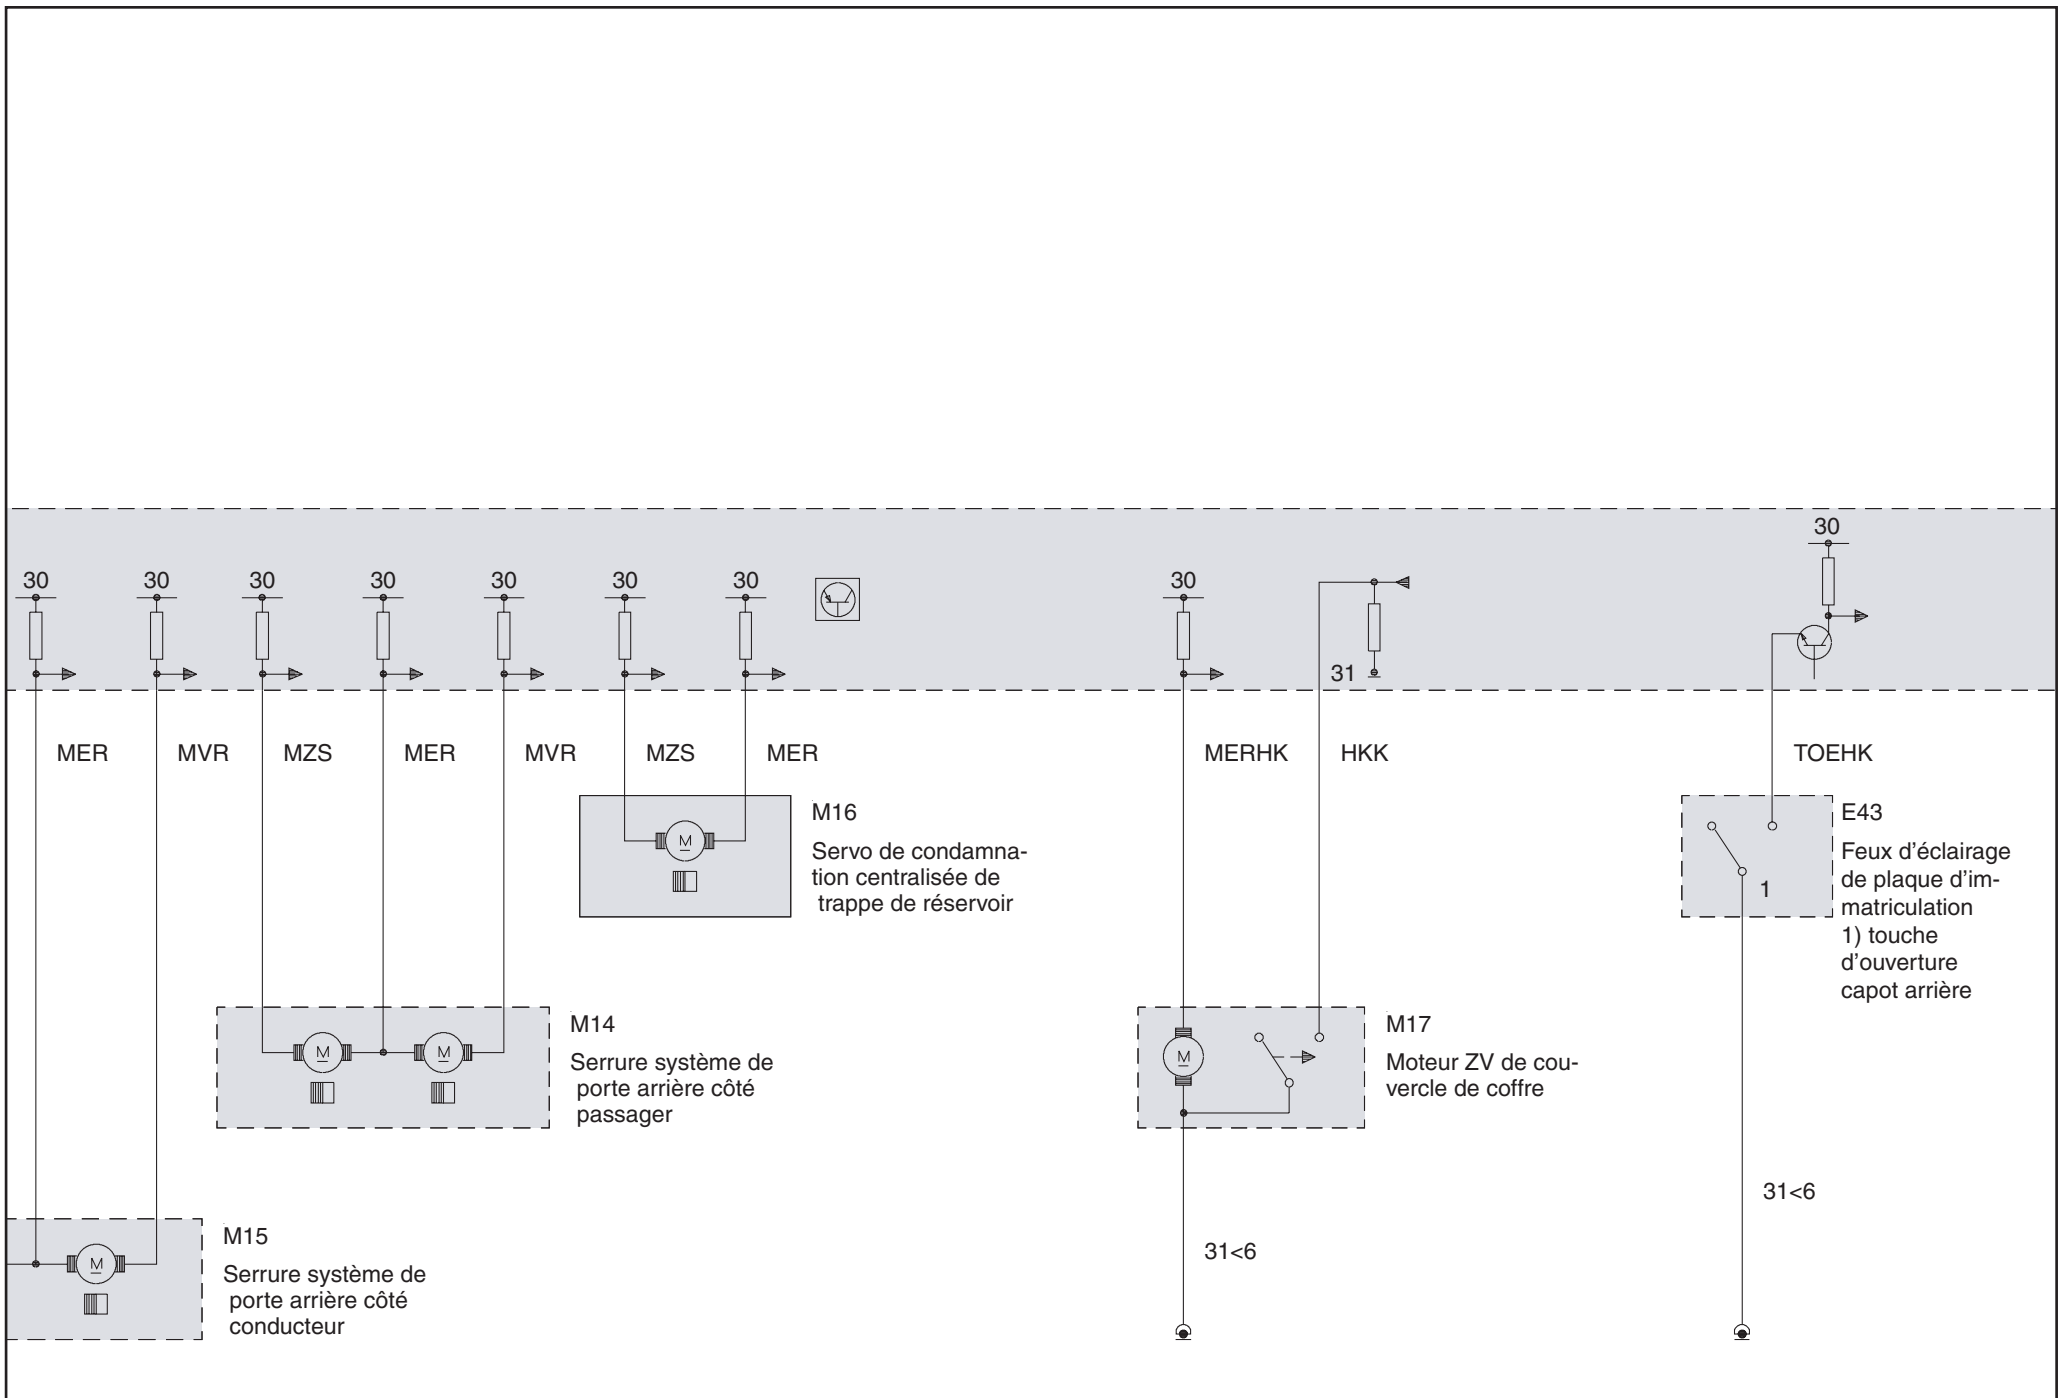 30
30 30 30 30 30 30 30 30
31
MER MVR MZS MER MVR MZS MER MERHK HKK TOEHK
M16
Servo de condamna-
tion centralisée de
trappe de réservoir
M
E43
Feux d'éclairage
de plaque d'im-
matriculation
1) touche
d'ouverture
capot arrière
1
M14
Serrure système de
porte arrière côté
passager
M M
M17
Moteur ZV de cou-
vercle de coffre
M
31<6
M15
Serrure système de
porte arrière côté
conducteur
M
31<6